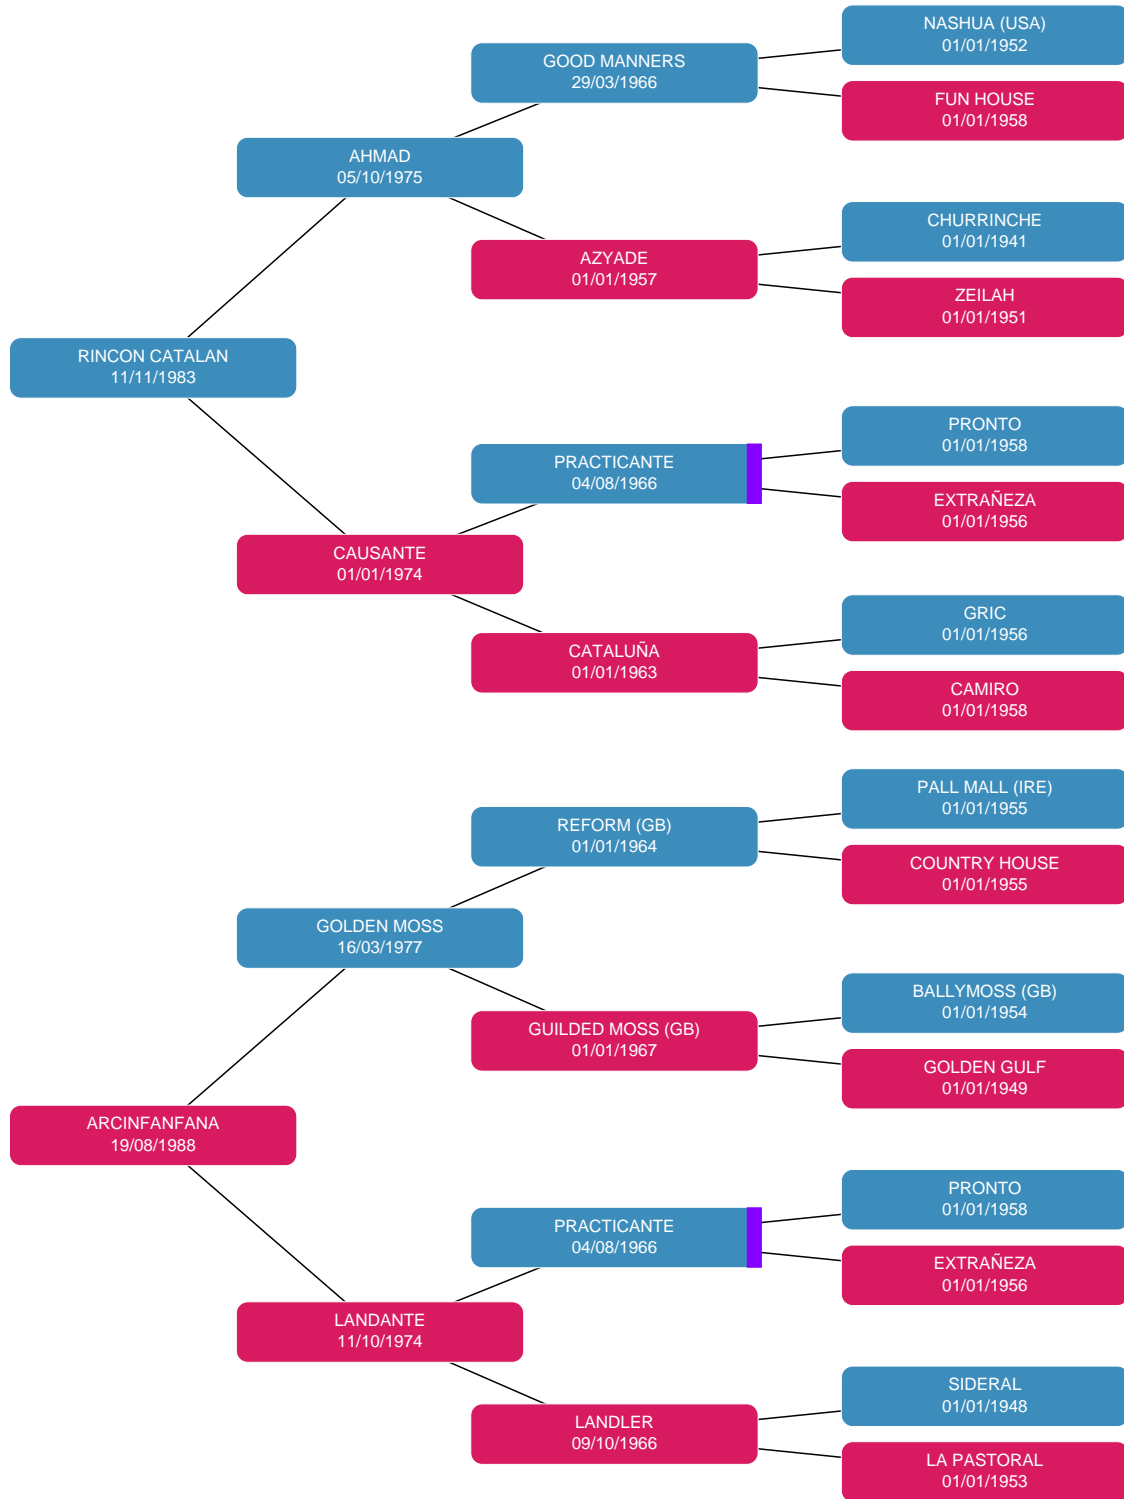 NASHUA (USA)
01/01/1952
GOOD MANNERS
29/03/1966
FUN HOUSE
01/01/1958
AHMAD
05/10/1975
CHURRINCHE
01/01/1941
AZYADE
01/01/1957
ZEILAH
01/01/1951
RINCON CATALAN
11/11/1983
PRONTO
01/01/1958
PRACTICANTE
04/08/1966
EXTRAÑEZA
01/01/1956
CAUSANTE
01/01/1974
GRIC
01/01/1956
CATALUÑA
01/01/1963
CAMIRO
01/01/1958
PALL MALL (IRE)
01/01/1955
REFORM (GB)
01/01/1964
COUNTRY HOUSE
01/01/1955
GOLDEN MOSS
16/03/1977
BALLYMOSS (GB)
01/01/1954
GUILDED MOSS (GB)
01/01/1967
GOLDEN GULF
01/01/1949
ARCINFANFANA
19/08/1988
PRONTO
01/01/1958
PRACTICANTE
04/08/1966
EXTRAÑEZA
01/01/1956
LANDANTE
11/10/1974
SIDERAL
01/01/1948
LANDLER
09/10/1966
LA PASTORAL
01/01/1953